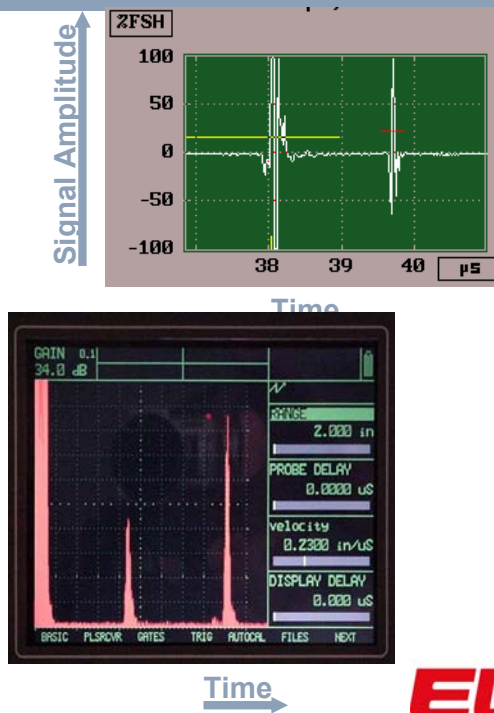 %FSH
Signal Amplitude
100
50
0
-50
-100
38 39 40 µS
Time
GAIN 0.1
34.0 dB
RANGE
2.000 in
PROBE DELAY
0.0000 uS
velocity
0.2300 in/uS
DISPLAY DELAY
0.000 uS
BASIC PLSRCVR GATES TRIG AUTOCAL FILES NEXT
Time